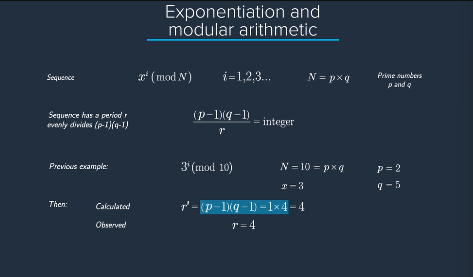 Exponentiation and
modular arithmetic
Sequence xⁱ (mod N) i=1,2,3... N = p×q Prime numbers
p and q
Sequence has a period r
evenly divides (p-1)(q-1)
(p−1)(q−1)/r = integer
Previous example: 3ⁱ(mod 10) N=10 = p×q p = 2
x=3 q = 5
Then: Calculated r' = (p−1)(q−1) = 1×4 = 4
Observed r = 4